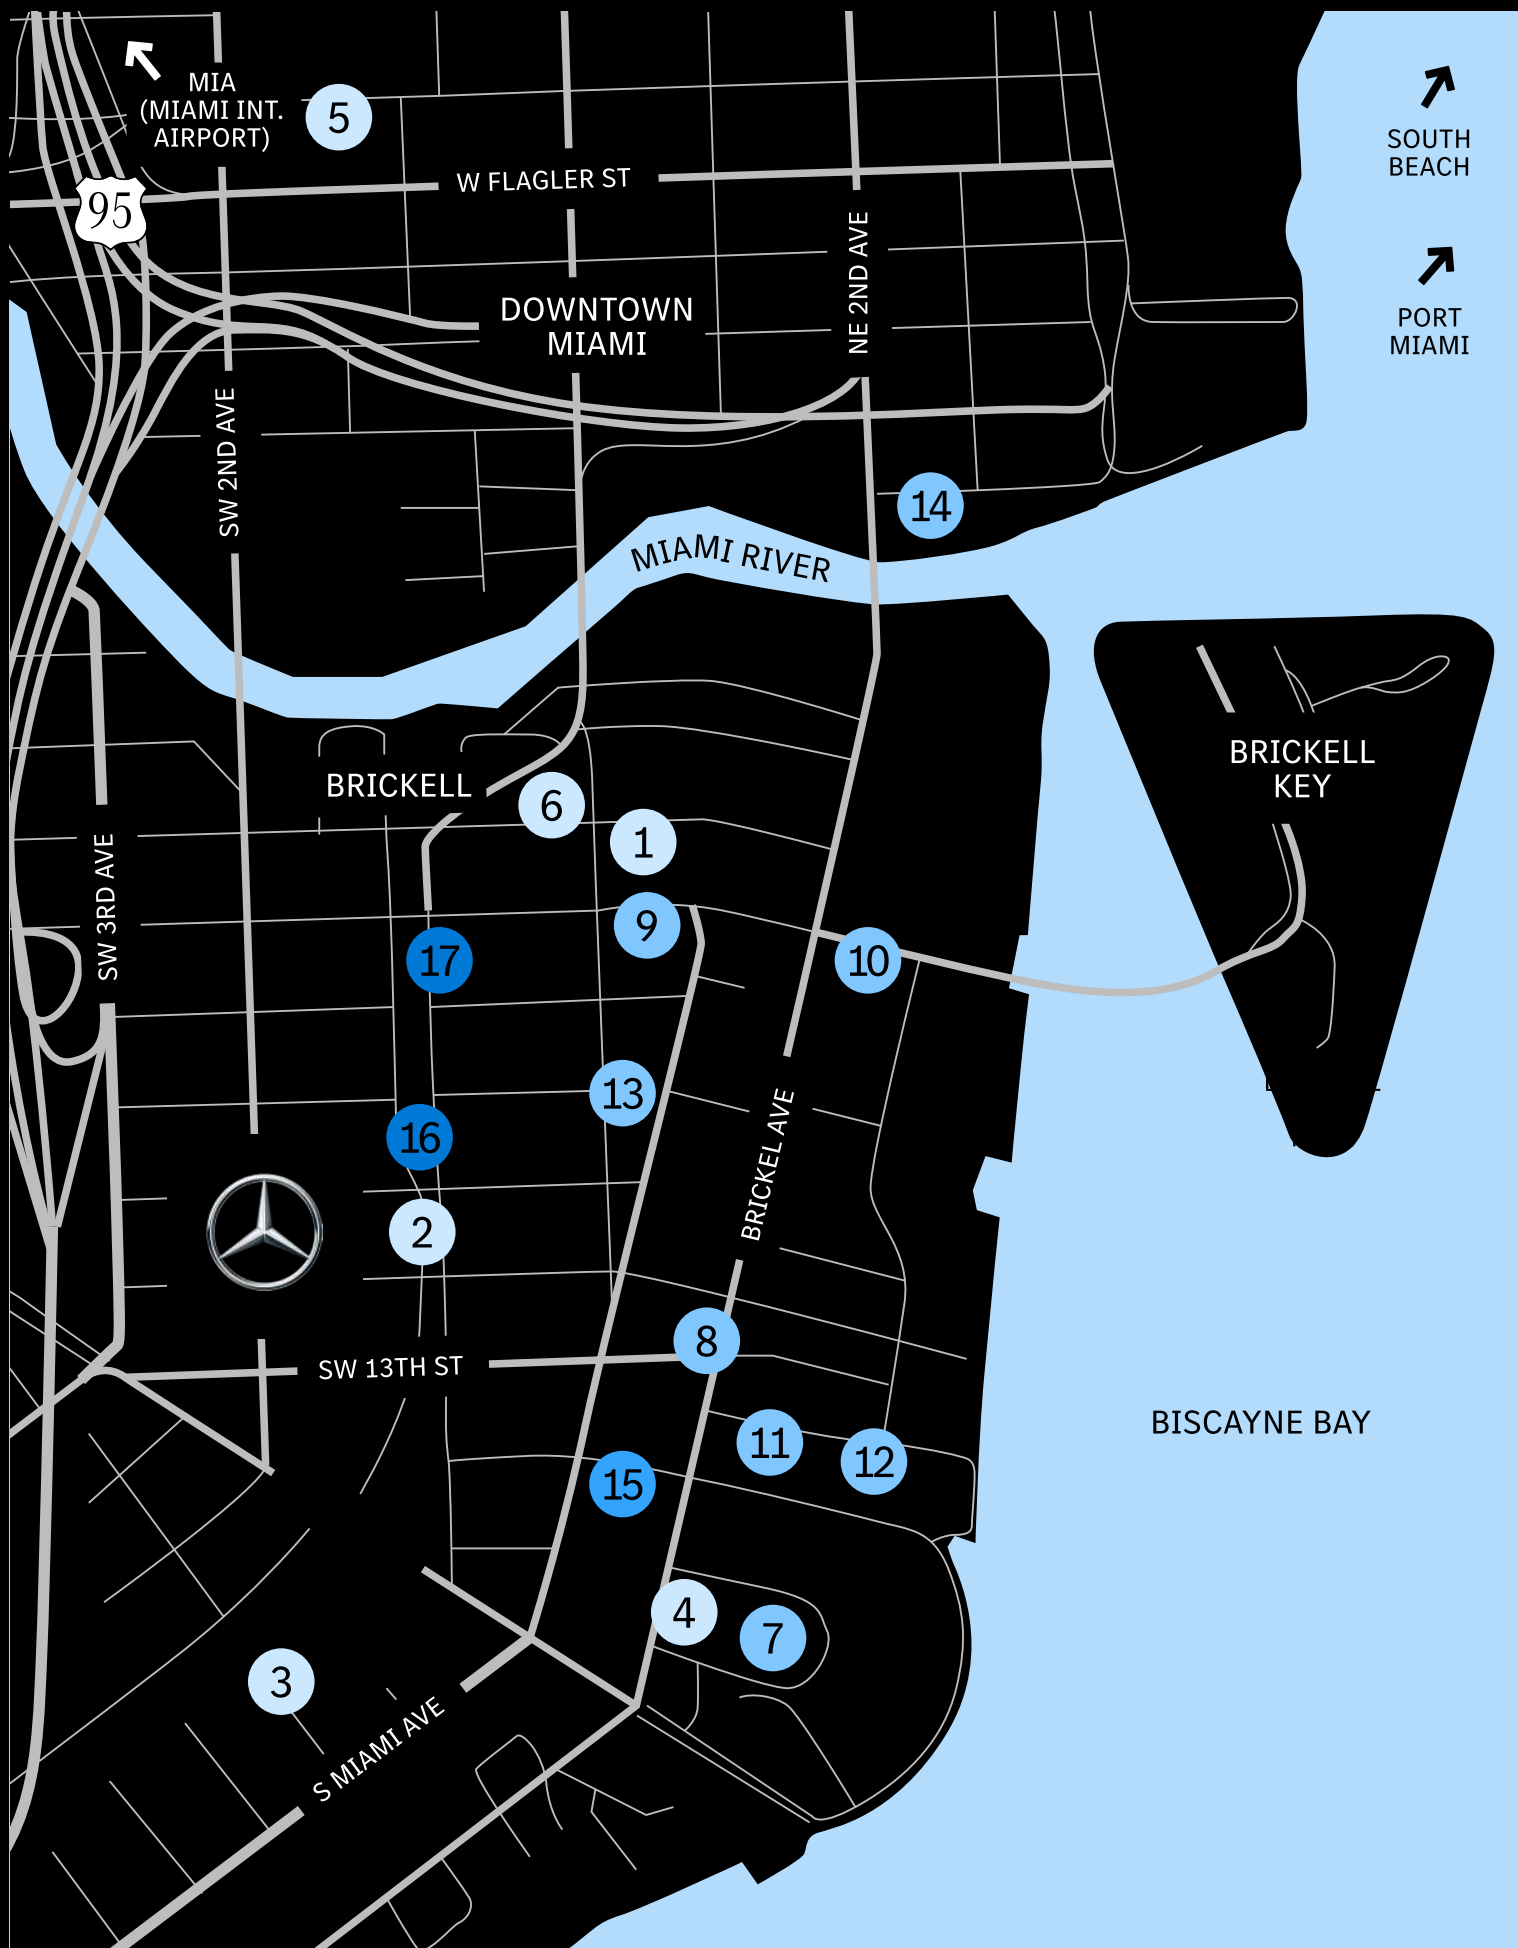 MIA
(MIAMI INT.
AIRPORT)
5
SOUTH
BEACH
W FLAGLER ST
95
NE 2ND AVE
DOWNTOWN
MIAMI
PORT
MIAMI
SW 2ND AVE
14
MIAMI RIVER
BRICKELL
BRICKELL
KEY
6
1
SW 3RD AVE
9
17
10
13
16
BRICKEL AVE
2
8
SW 13TH ST
BISCAYNE BAY
11
12
15
4
7
3
S MIAMI AVE